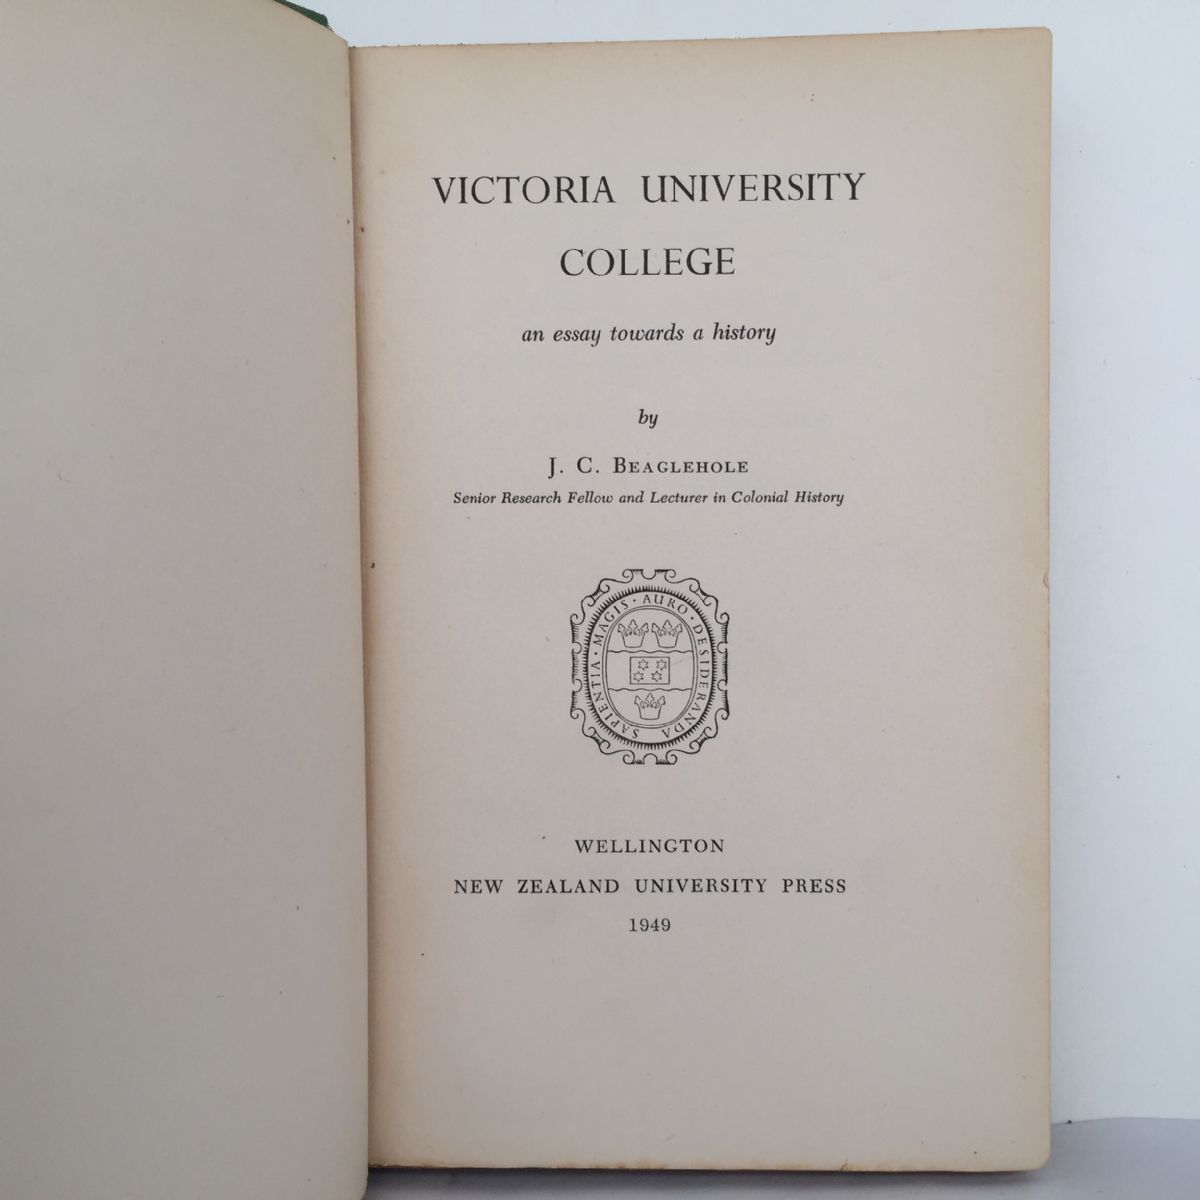 VICTORIA UNIVERSITY
COLLEGE
an essay towards a history
by
J. C. BEAGLEHOLE
Senior Research Fellow and Lecturer in Colonial History
SAPIENTIA · MAGIS · AURO · DESIDERANDA
WELLINGTON
NEW ZEALAND UNIVERSITY PRESS
1949